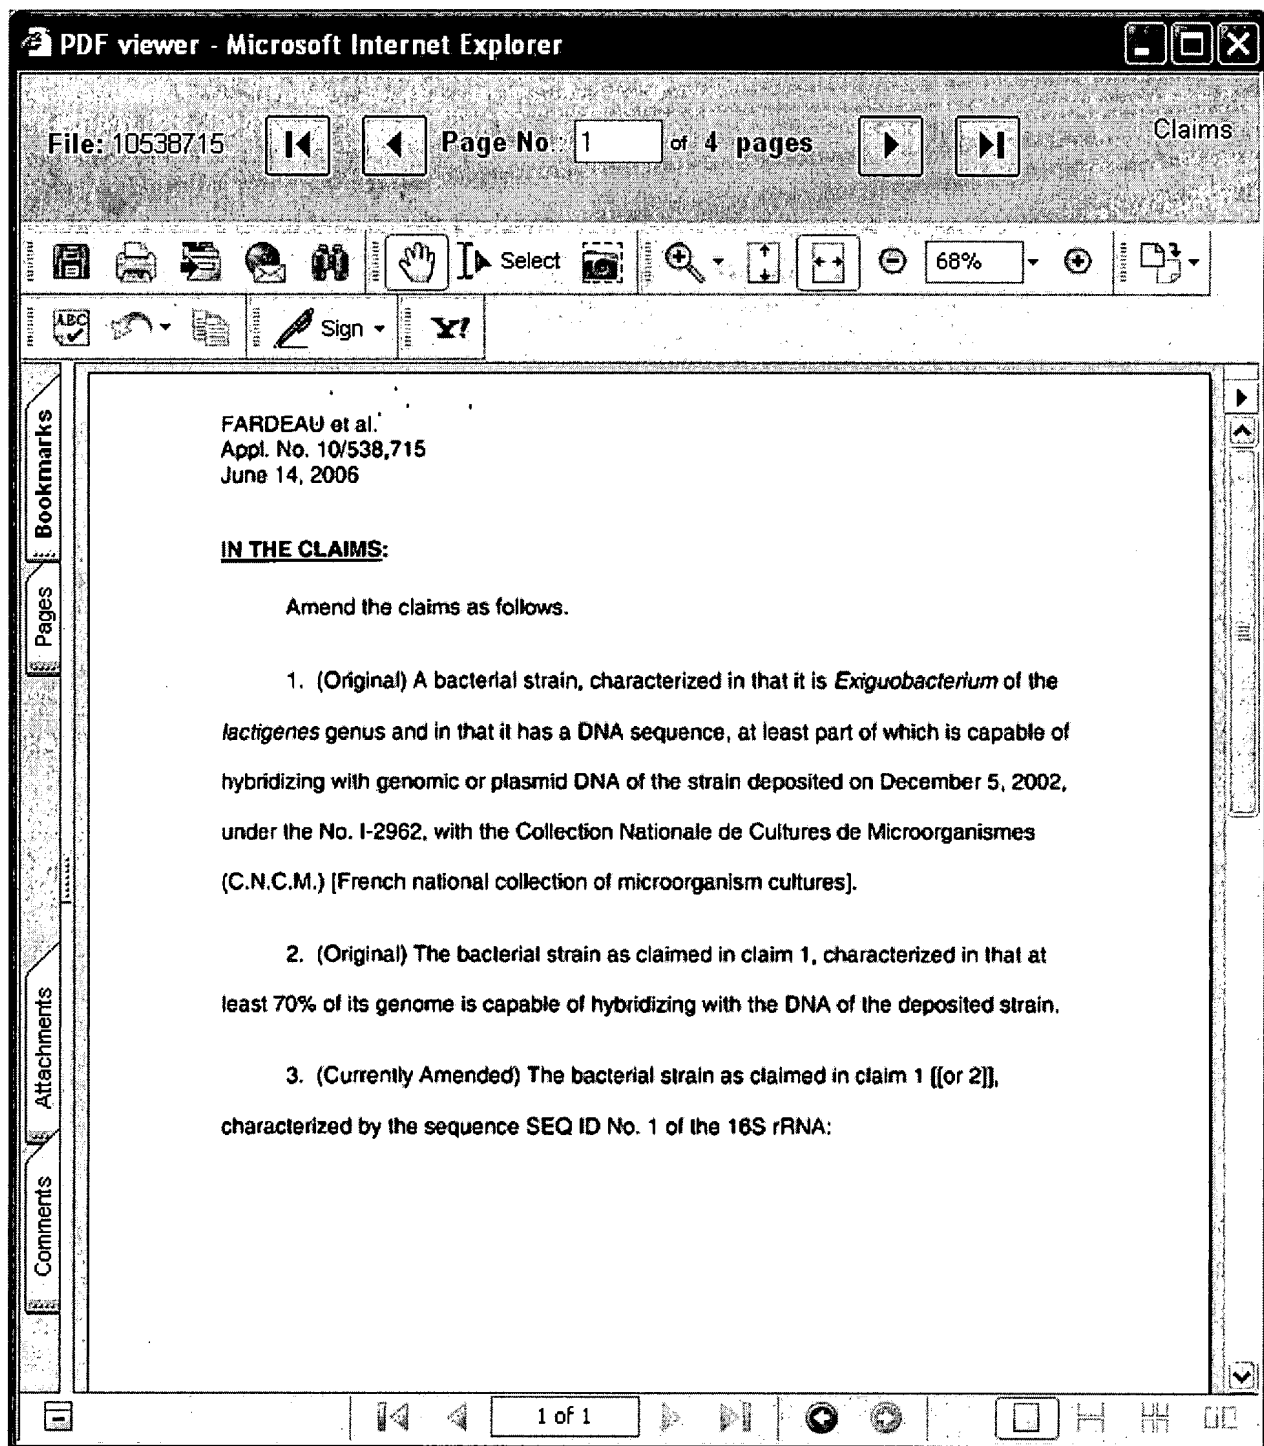 PDF viewer - Microsoft Internet Explorer
File: 10538715
Page No.: 1 of 4 pages
Claims
Select
68%
ABC
Sign
Y!
Bookmarks
Pages
Attachments
Comments
FARDEAU et al.
Appl. No. 10/538,715
June 14, 2006
IN THE CLAIMS:
Amend the claims as follows.
1. (Original) A bacterial strain, characterized in that it is Exiguobacterium of the
lactigenes genus and in that it has a DNA sequence, at least part of which is capable of
hybridizing with genomic or plasmid DNA of the strain deposited on December 5, 2002,
under the No. I-2962, with the Collection Nationale de Cultures de Microorganismes
(C.N.C.M.) [French national collection of microorganism cultures].
2. (Original) The bacterial strain as claimed in claim 1, characterized in that at
least 70% of its genome is capable of hybridizing with the DNA of the deposited strain.
3. (Currently Amended) The bacterial strain as claimed in claim 1 [[or 2]],
characterized by the sequence SEQ ID No. 1 of the 16S rRNA:
1 of 1